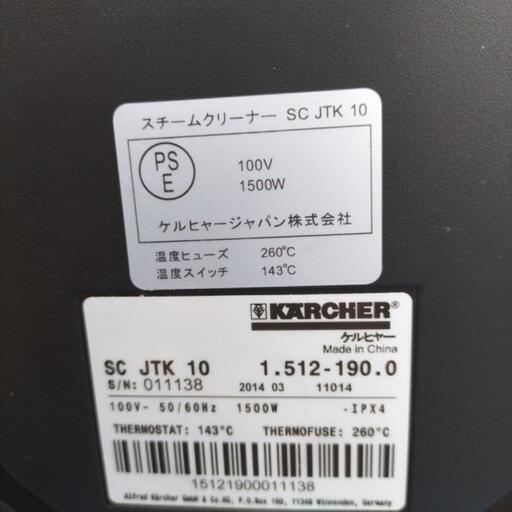 スチームクリーナー SC JTK 10
PS
E
100V
1500W
ケルヒャージャパン株式会社
温度ヒューズ 260℃
温度スイッチ 143℃
KÄRCHER®
ケルヒャー
Made in China
SC JTK 10 1.512-190.0
S/N: 011138 2014 03 11014
100V~ 50/60Hz 1500W -IPX4
THERMOSTAT: 143°C THERMOFUSE: 260°C
15121900011138
Alfred Kärcher GmbH & Co.KG, P.O.Box 160, 71349 Winnenden, Germany